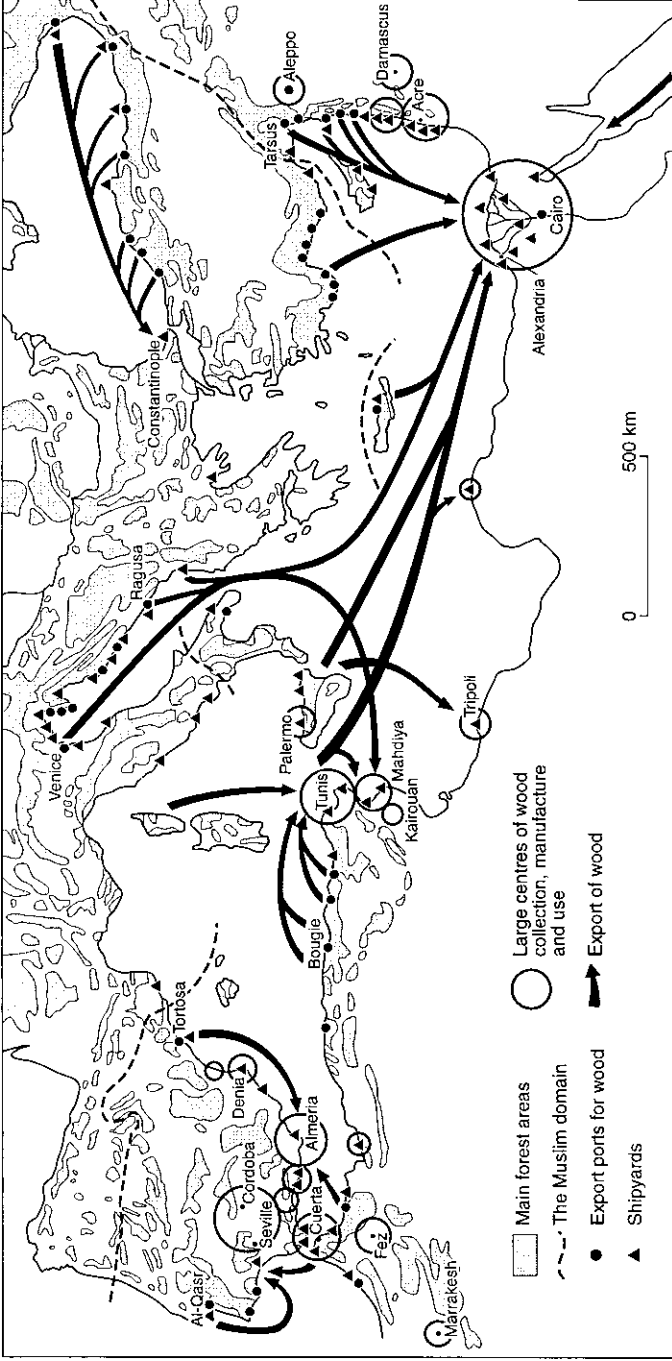 Aleppo
Damascus
Tarsus
Acre
Cairo
Alexandria
Constantinople
Ragusa
Venice
Palermo
Tunis
Mahdiya
Kairouan
Tripoli
Bougie
Tortosa
Denia
Almeria
Cordoba
Seville
Cuerta
Al-Qasr
Fez
Marrakesh
0 500 km
Main forest areas
The Muslim domain
Export ports for wood
Shipyards
Large centres of wood
collection, manufacture
and use
Export of wood